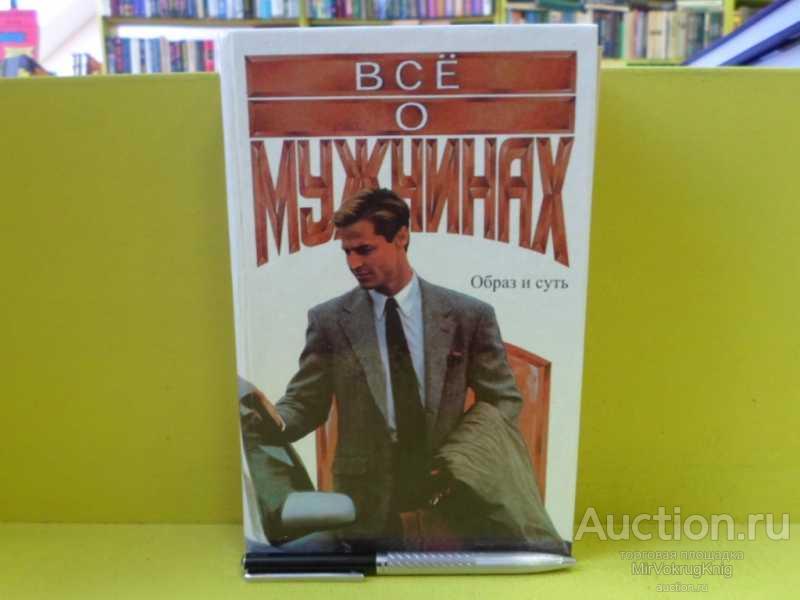 ВСЁ
О
МУЖЧИНАХ
Образ и суть
Auction.ru
торговая площадка
MirVokrugKnig
auction.ru